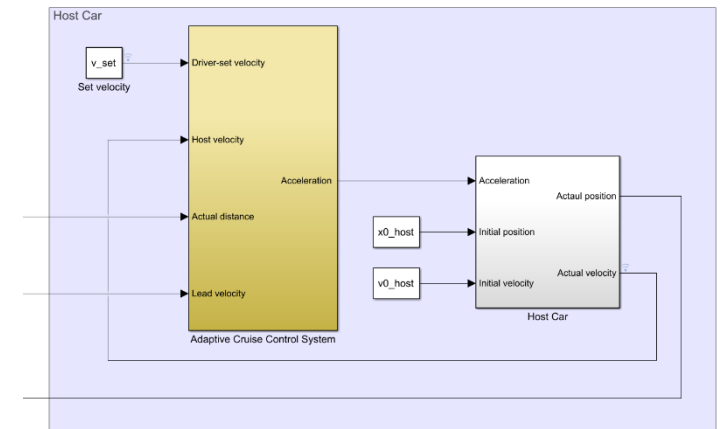 Host Car
v_set
Set velocity
Driver-set velocity
Host velocity
Actual distance
Lead velocity
Acceleration
Adaptive Cruise Control System
x0_host
v0_host
Acceleration
Initial position
Initial velocity
Actaul position
Actual velocity
Host Car